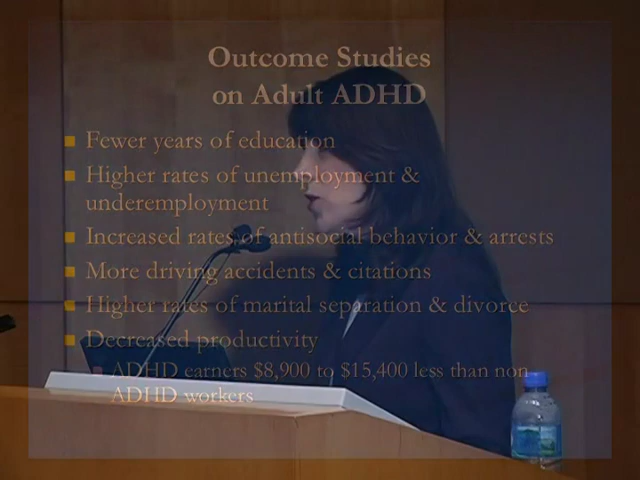 Outcome Studies
on Adult ADHD
Fewer years of education
Higher rates of unemployment &
underemployment
Increased rates of antisocial behavior & arrests
More driving accidents & citations
Higher rates of marital separation & divorce
Decreased productivity
ADHD earners $8,900 to $15,400 less than non
ADHD workers